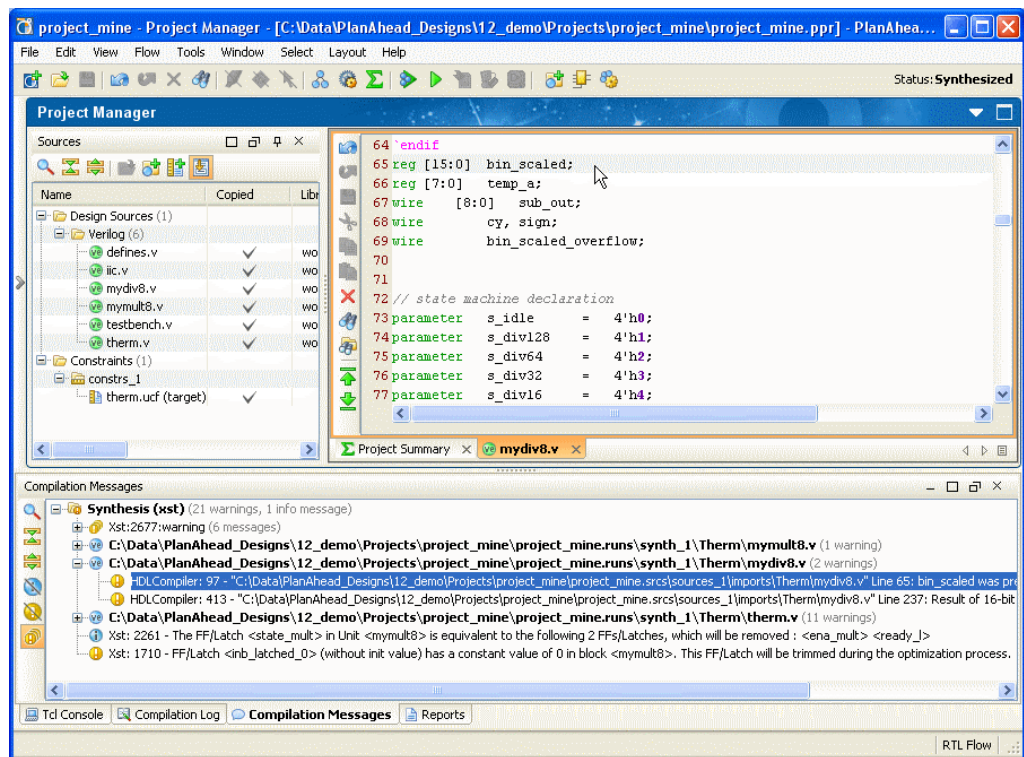 project_mine - Project Manager - [C:\Data\PlanAhead_Designs\12_demo\Projects\project_mine\project_mine.ppr] - PlanAhea...
File Edit View Flow Tools Window Select Layout Help
Status: Synthesized
Project Manager
Sources
Name Copied Libr
Design Sources (1)
Verilog (6)
defines.v wo
iic.v wo
mydiv8.v wo
mymult8.v wo
testbench.v wo
therm.v wo
Constraints (1)
constrs_1
therm.ucf (target)
64 `endif
65 reg [15:0] bin_scaled;
66 reg [7:0] temp_a;
67 wire [8:0] sub_out;
68 wire cy, sign;
69 wire bin_scaled_overflow;
70
71
72 // state machine declaration
73 parameter s_idle = 4'h0;
74 parameter s_div128 = 4'h1;
75 parameter s_div64 = 4'h2;
76 parameter s_div32 = 4'h3;
77 parameter s_div16 = 4'h4;
Project Summary mydiv8.v
Compilation Messages
Synthesis (xst) (21 warnings, 1 info message)
Xst:2677:warning (6 messages)
C:\Data\PlanAhead_Designs\12_demo\Projects\project_mine\project_mine.runs\synth_1\Therm\mymult8.v (1 warning)
C:\Data\PlanAhead_Designs\12_demo\Projects\project_mine\project_mine.runs\synth_1\Therm\mydiv8.v (2 warnings)
HDLCompiler: 97 - "C:\Data\PlanAhead_Designs\12_demo\Projects\project_mine\project_mine.srcs\sources_1\imports\Therm\mydiv8.v" Line 65: bin_scaled was pre
HDLCompiler: 413 - "C:\Data\PlanAhead_Designs\12_demo\Projects\project_mine\project_mine.srcs\sources_1\imports\Therm\mydiv8.v" Line 237: Result of 16-bit
C:\Data\PlanAhead_Designs\12_demo\Projects\project_mine\project_mine.runs\synth_1\Therm\therm.v (11 warnings)
Xst: 2261 - The FF/Latch <state_mult> in Unit <mymult8> is equivalent to the following 2 FFs/Latches, which will be removed : <ena_mult> <ready_l>
Xst: 1710 - FF/Latch <inb_latched_0> (without init value) has a constant value of 0 in block <mymult8>. This FF/Latch will be trimmed during the optimization process.
Tcl Console Compilation Log Compilation Messages Reports
RTL Flow